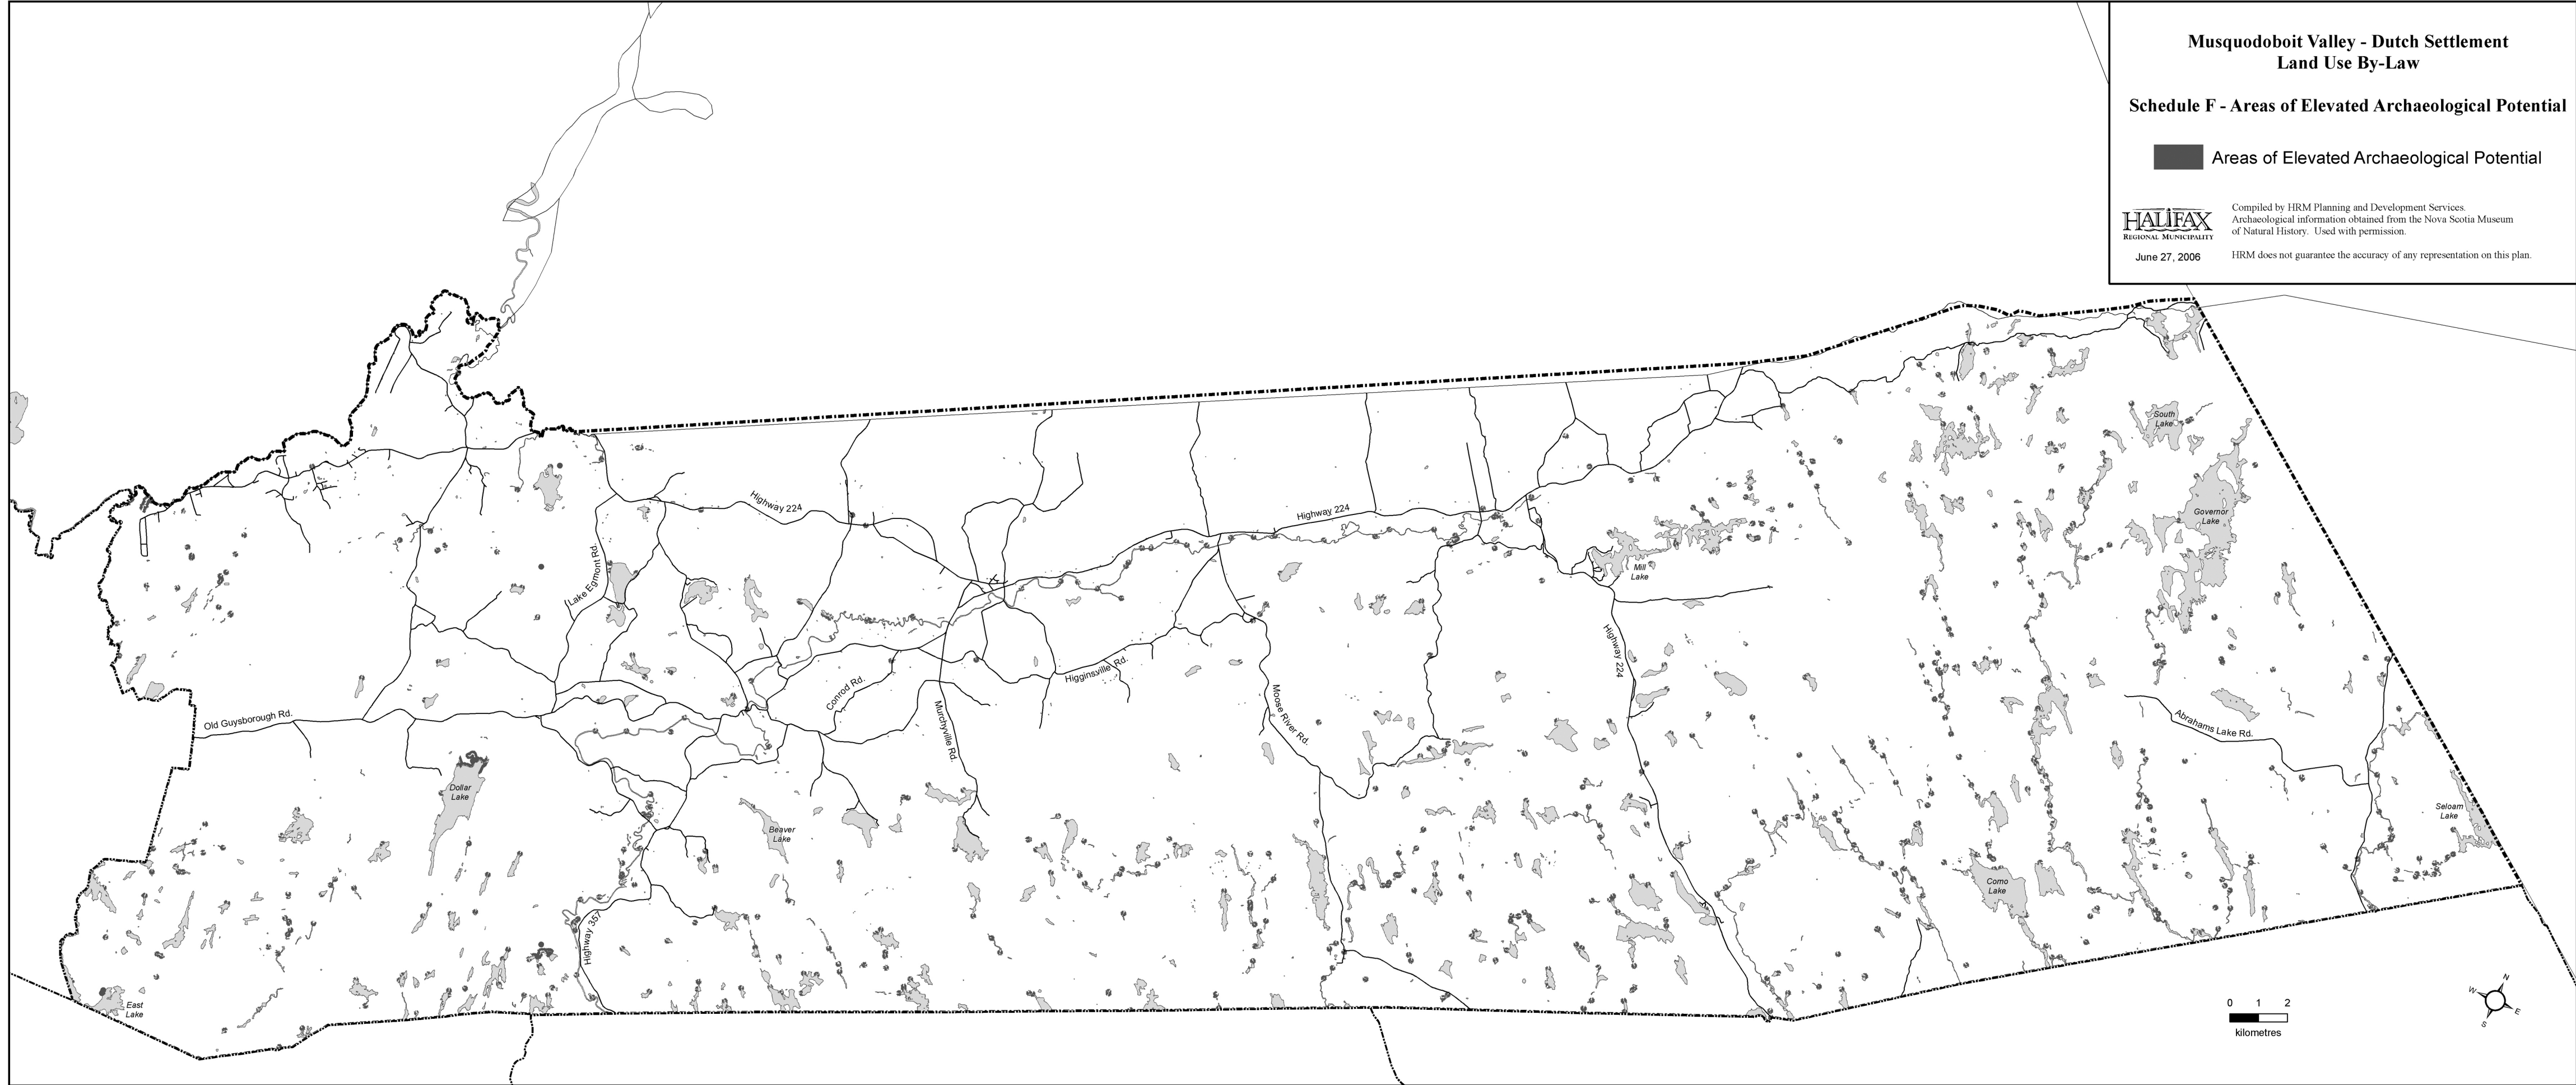 Musquodoboit Valley - Dutch Settlement
Land Use By-Law
Schedule F - Areas of Elevated Archaeological Potential
Areas of Elevated Archaeological Potential
HALIFAX
REGIONAL MUNICIPALITY
June 27, 2006
Compiled by HRM Planning and Development Services.
Archaeological information obtained from the Nova Scotia Museum
of Natural History. Used with permission.
HRM does not guarantee the accuracy of any representation on this plan.
South
Lake
Governor
Lake
Highway 224
Highway 224
Lake Egmont Rd.
Mill
Lake
Highway 224
Higginsville Rd.
Conrod Rd.
Murchyville Rd.
Moose River Rd.
Old Guysborough Rd.
Abrahams Lake Rd.
Dollar
Lake
Beaver
Lake
Seloam
Lake
Como
Lake
Highway 357
East
Lake
0 1 2
kilometres
N
W
E
S